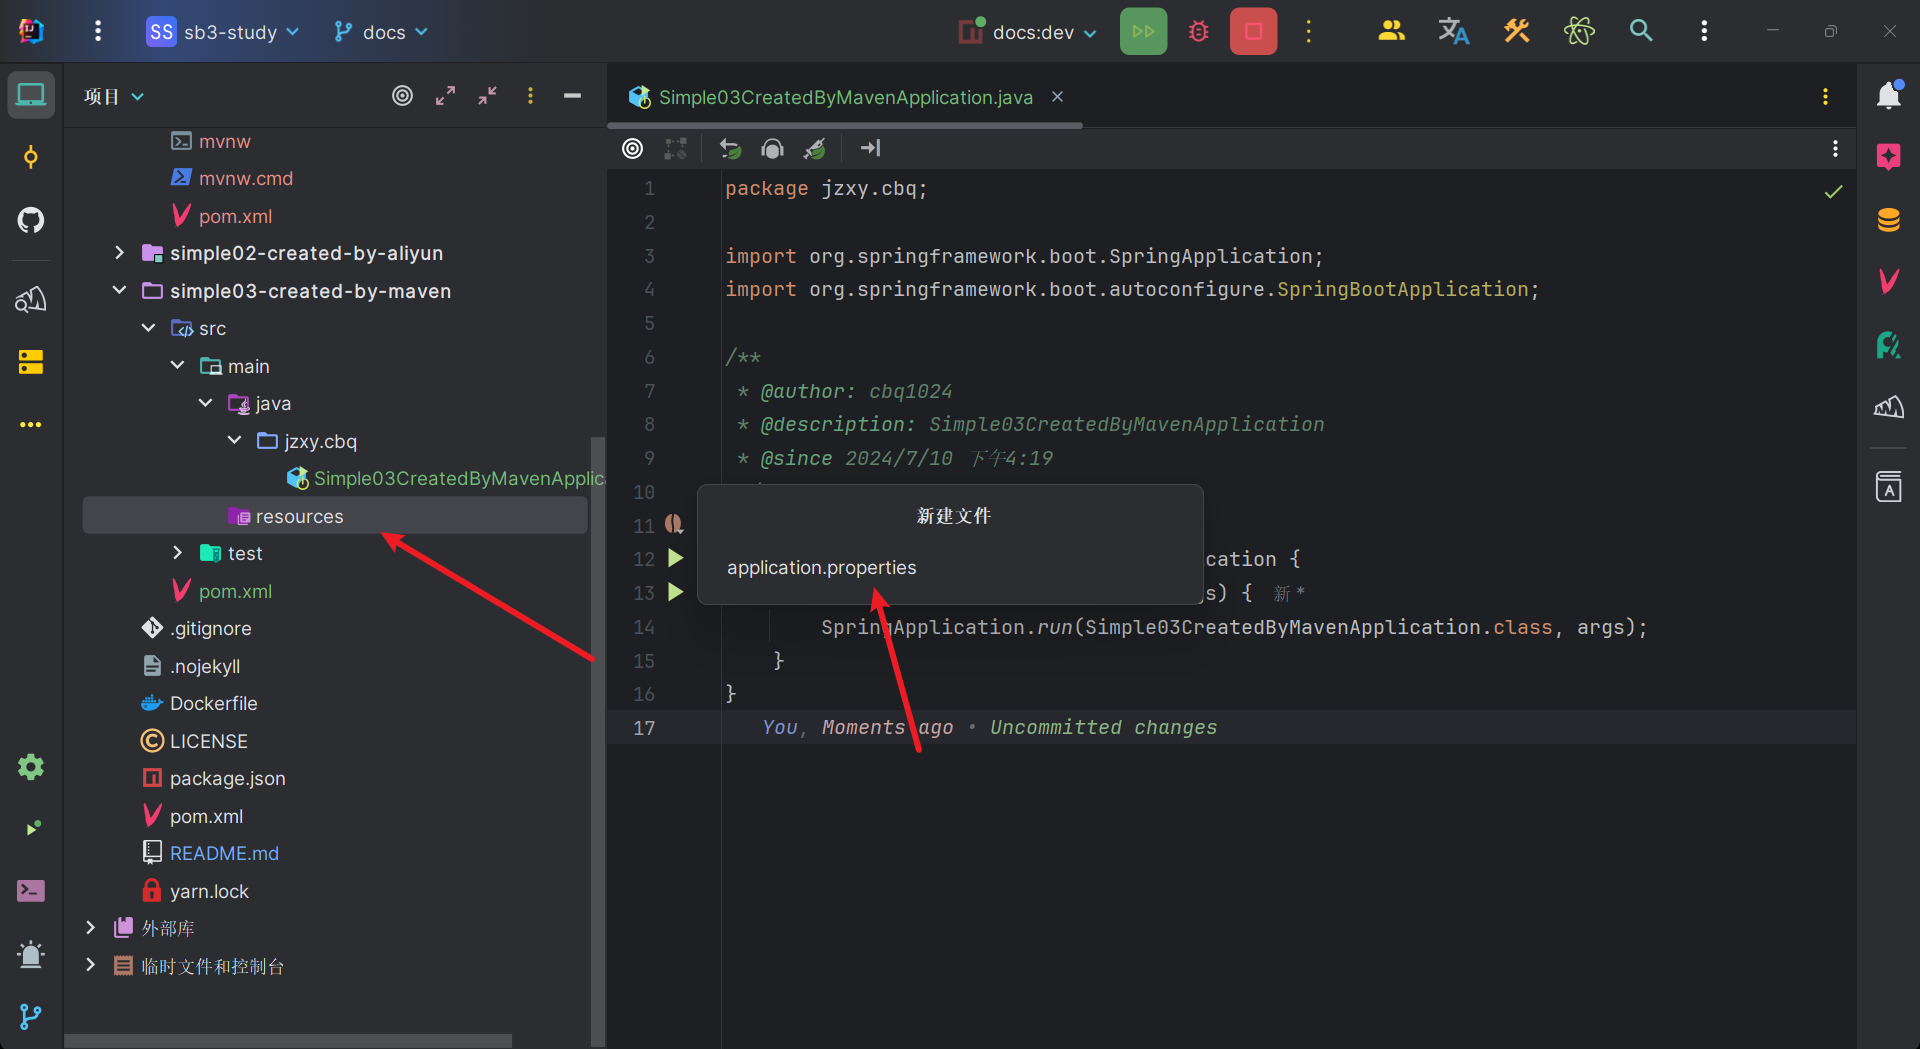 SS sb3-study docs docs:dev
项目
mvnw
mvnw.cmd
pom.xml
simple02-created-by-aliyun
simple03-created-by-maven
src
main
java
jzxy.cbq
Simple03CreatedByMavenApplic
resources
test
pom.xml
.gitignore
.nojekyll
Dockerfile
LICENSE
package.json
pom.xml
README.md
yarn.lock
外部库
临时文件和控制台
Simple03CreatedByMavenApplication.java
1 package jzxy.cbq;
2
3 import org.springframework.boot.SpringApplication;
4 import org.springframework.boot.autoconfigure.SpringBootApplication;
5
6 /**
7 * @author: cbq1024
8 * @description: Simple03CreatedByMavenApplication
9 * @since 2024/7/10 下午4:19
10
11
12 cation {
13 s) { 新 *
14 SpringApplication.run(Simple03CreatedByMavenApplication.class, args);
15 }
16 }
17 You, Moments ago • Uncommitted changes
新建文件
application.properties